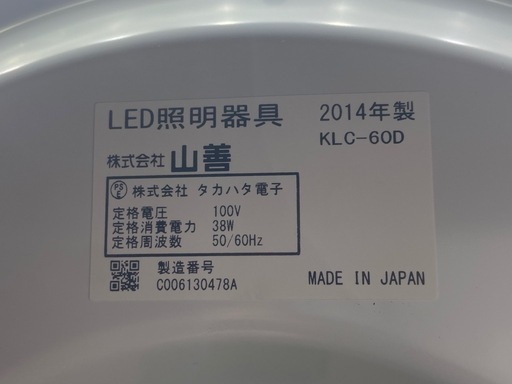 LED照明器具 2014年製
KLC-60D
株式会社 山善
PSE 株式会社 タカハタ電子
定格電圧 100V
定格消費電力 38W
定格周波数 50/60Hz
製造番号
C006130478A
MADE IN JAPAN